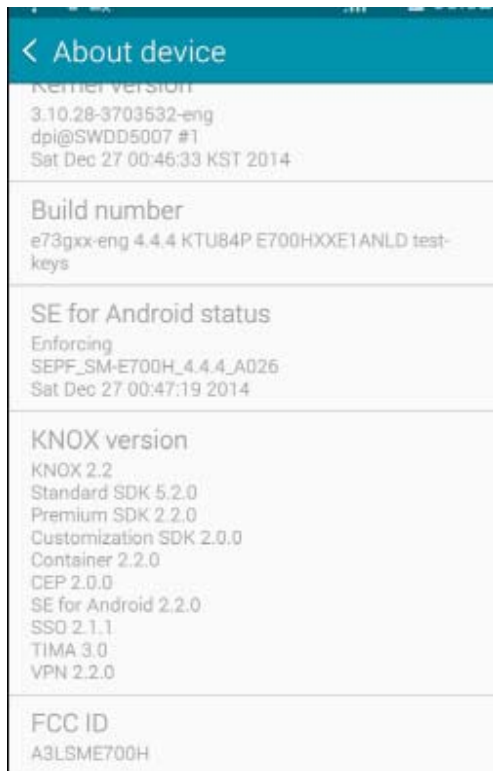 < About device
Kernel version
3.10.28-3703532-eng
dpi@SWDD5007 #1
Sat Dec 27 00:46:33 KST 2014
Build number
e73gxx-eng 4.4.4 KTU84P E700HXXE1ANLD test-
keys
SE for Android status
Enforcing
SEPF_SM-E700H_4.4.4_A026
Sat Dec 27 00:47:19 2014
KNOX version
KNOX 2.2
Standard SDK 5.2.0
Premium SDK 2.2.0
Customization SDK 2.0.0
Container 2.2.0
CEP 2.0.0
SE for Android 2.2.0
SSO 2.1.1
TIMA 3.0
VPN 2.2.0
FCC ID
A3LSME700H